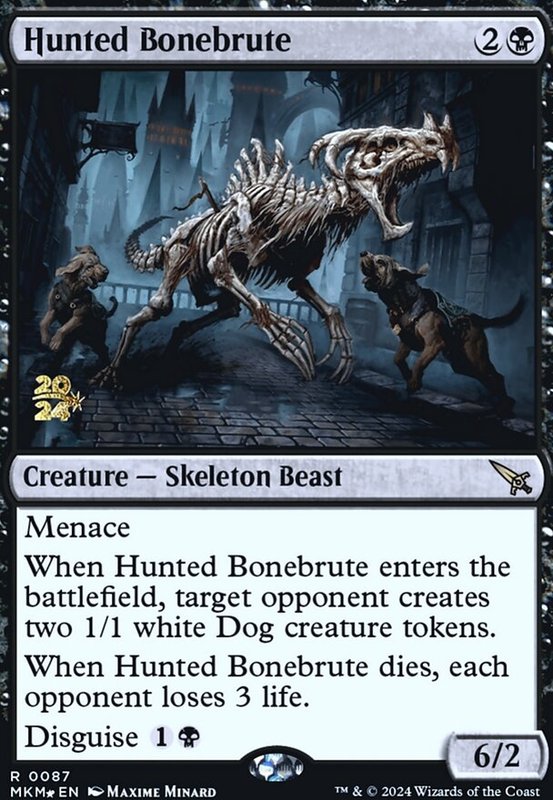 Hunted Bonebrute 2
20
24
Creature — Skeleton Beast
Menace
When Hunted Bonebrute enters the
battlefield, target opponent creates
two 1/1 white Dog creature tokens.
When Hunted Bonebrute dies, each
opponent loses 3 life.
Disguise 1
6/2
R 0087
MKM★EN Maxime Minard ™ & © 2024 Wizards of the Coast